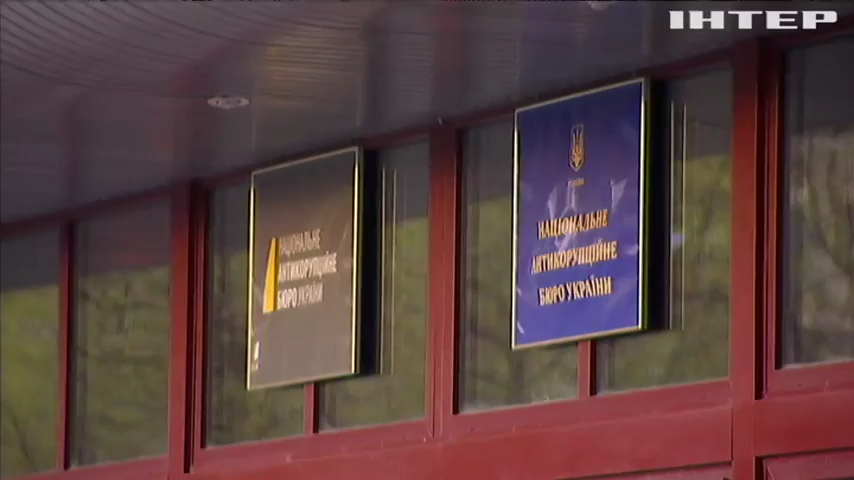 ІНТЕР
НАЦІОНАЛЬНЕ
АНТИКОРУПЦІЙНЕ
БЮРО УКРАЇНИ
УКРАЇНА
НАЦІОНАЛЬНЕ
АНТИКОРУПЦІЙНЕ
БЮРО УКРАЇНИ